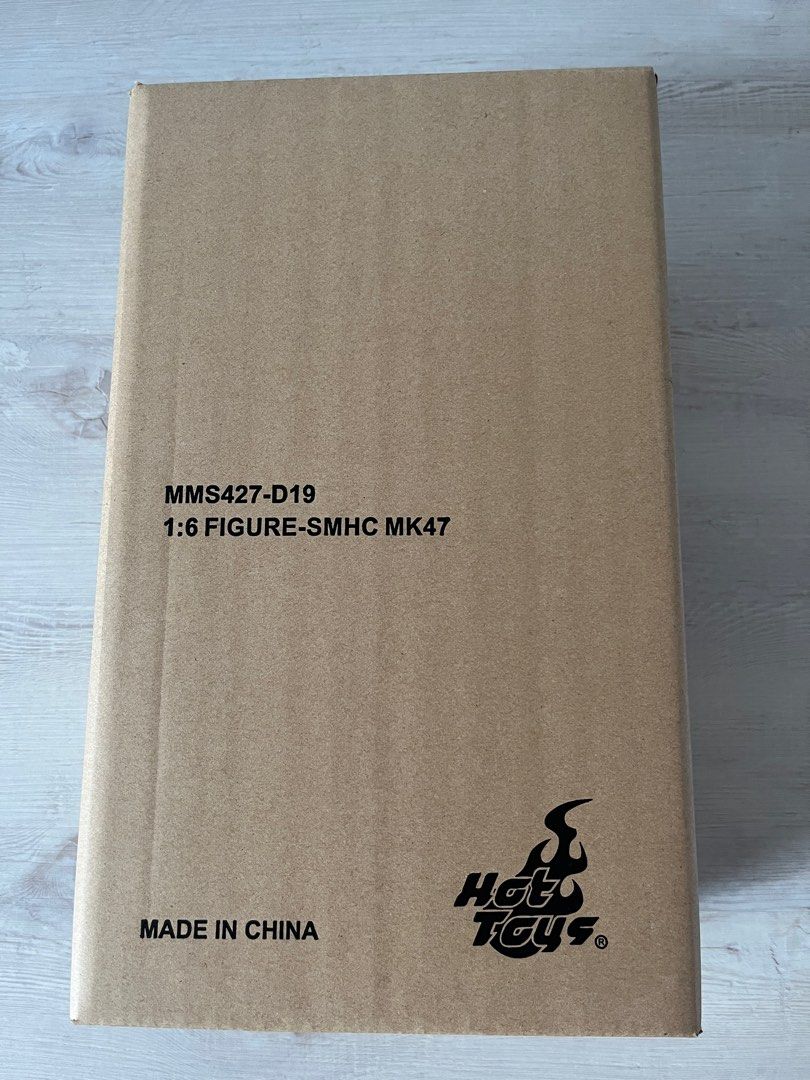 MMS427-D19
1:6 FIGURE-SMHC MK47
MADE IN CHINA
Hot
Toys®